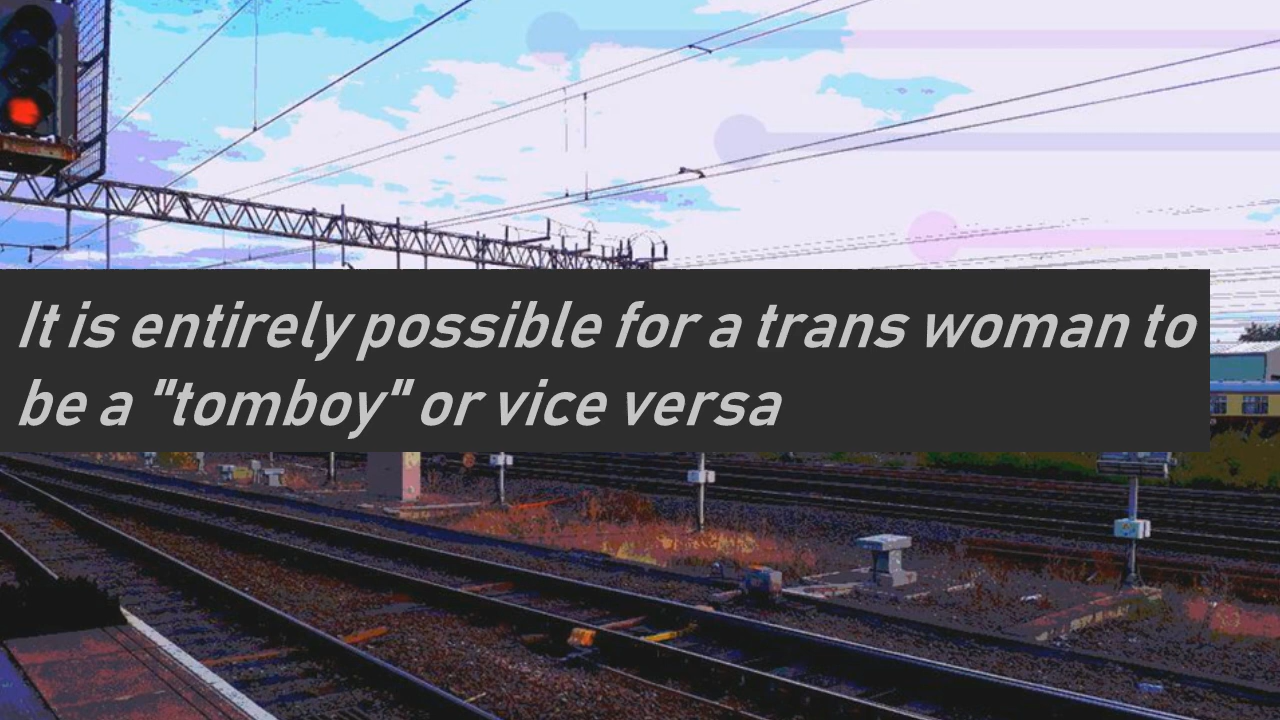 It is entirely possible for a trans woman to
be a "tomboy" or vice versa